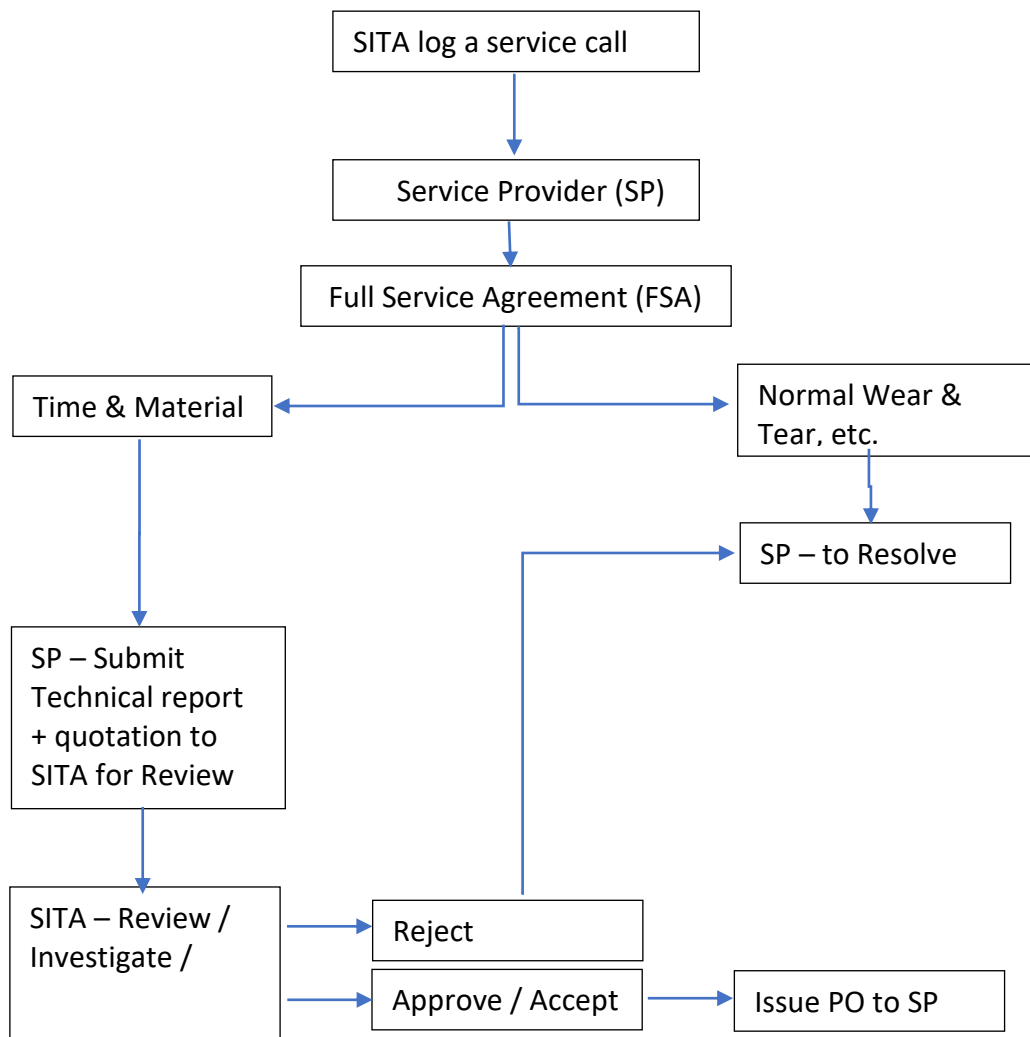 SITA log a service call
Service Provider (SP)
Full Service Agreement (FSA)
Time & Material
Normal Wear &
Tear, etc.
SP – to Resolve
SP – Submit
Technical report
+ quotation to
SITA for Review
SITA – Review /
Investigate /
Reject
Approve / Accept
Issue PO to SP